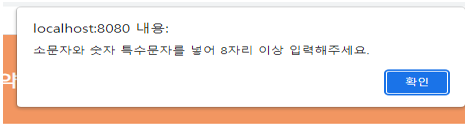 localhost:8080 내용:
소문자와 숫자 특수문자를 넣어 8자리 이상 입력해주세요.
약
확인